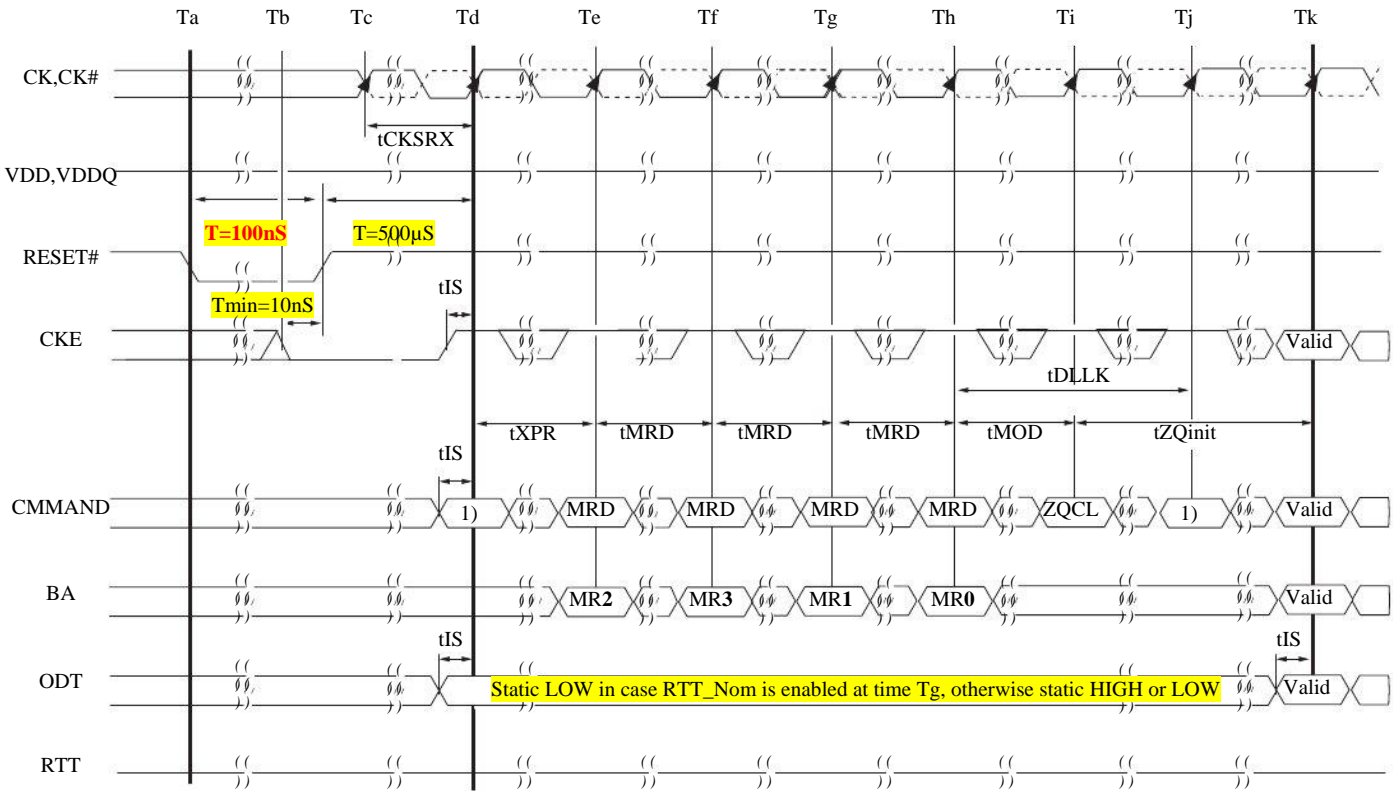 Ta Tb Tc Td Te Tf Tg Th Ti Tj Tk
CK,CK#
tCKSRX
VDD,VDDQ
T=100nS T=500µS
RESET#
Tmin=10nS tIS
CKE Valid
tDLLK
tXPR tMRD tMRD tMRD tMOD tZQinit
tIS
CMMAND 1) MRD MRD MRD MRD ZQCL 1) Valid
BA MR2 MR3 MR1 MR0 Valid
tIS tIS
ODT Static LOW in case RTT_Nom is enabled at time Tg, otherwise static HIGH or LOW Valid
RTT